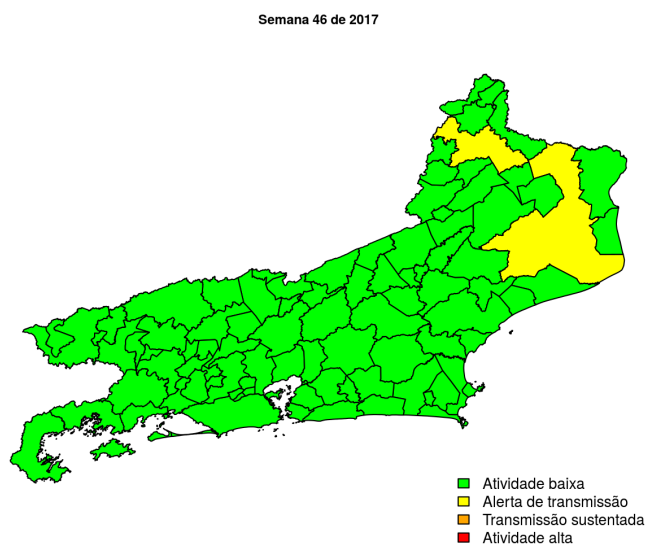 Semana 46 de 2017
Atividade baixa
Alerta de transmissão
Transmissão sustentada
Atividade alta